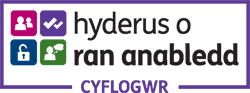 hyderus o
ran anabledd
CYFLOGWR